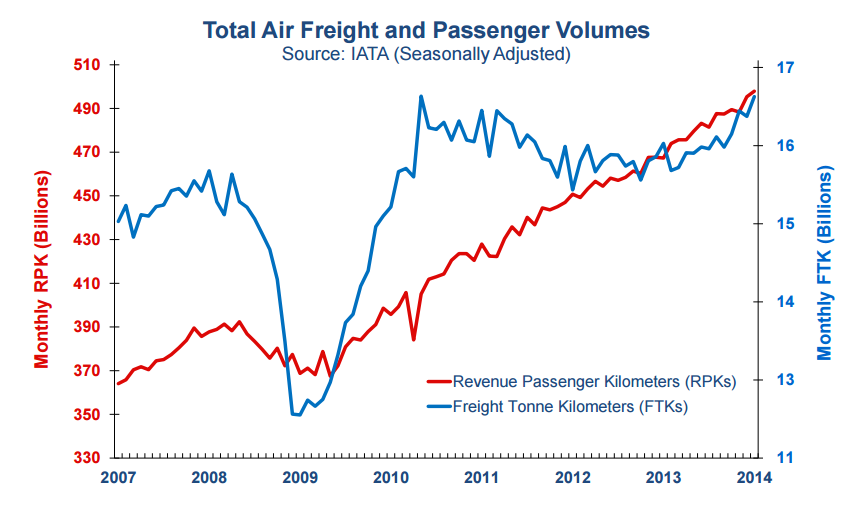 Total Air Freight and Passenger Volumes
Source: IATA (Seasonally Adjusted)
510
490
470
450
430
410
390
370
350
330
Monthly RPK (Billions)
17
16
15
14
13
11
Monthly FTK (Billions)
Revenue Passenger Kilometers (RPKs)
Freight Tonne Kilometers (FTKs)
2007 2008 2009 2010 2011 2012 2013 2014